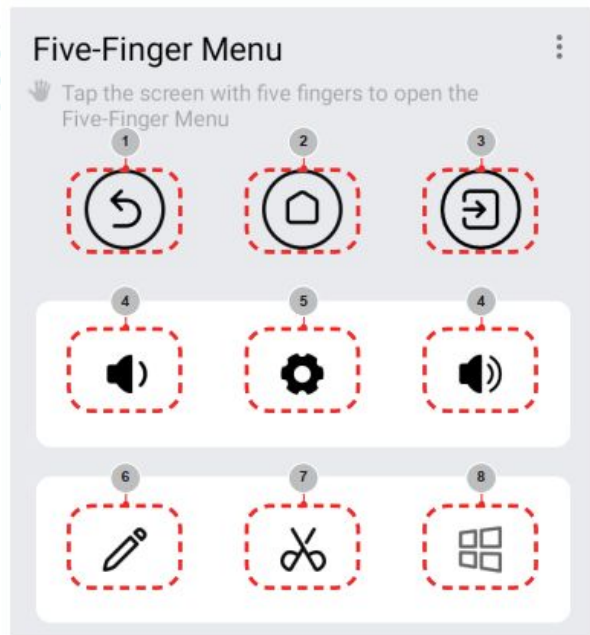 Five-Finger Menu
Tap the screen with five fingers to open the
Five-Finger Menu
1 2 3
4 5 4
6 7 8